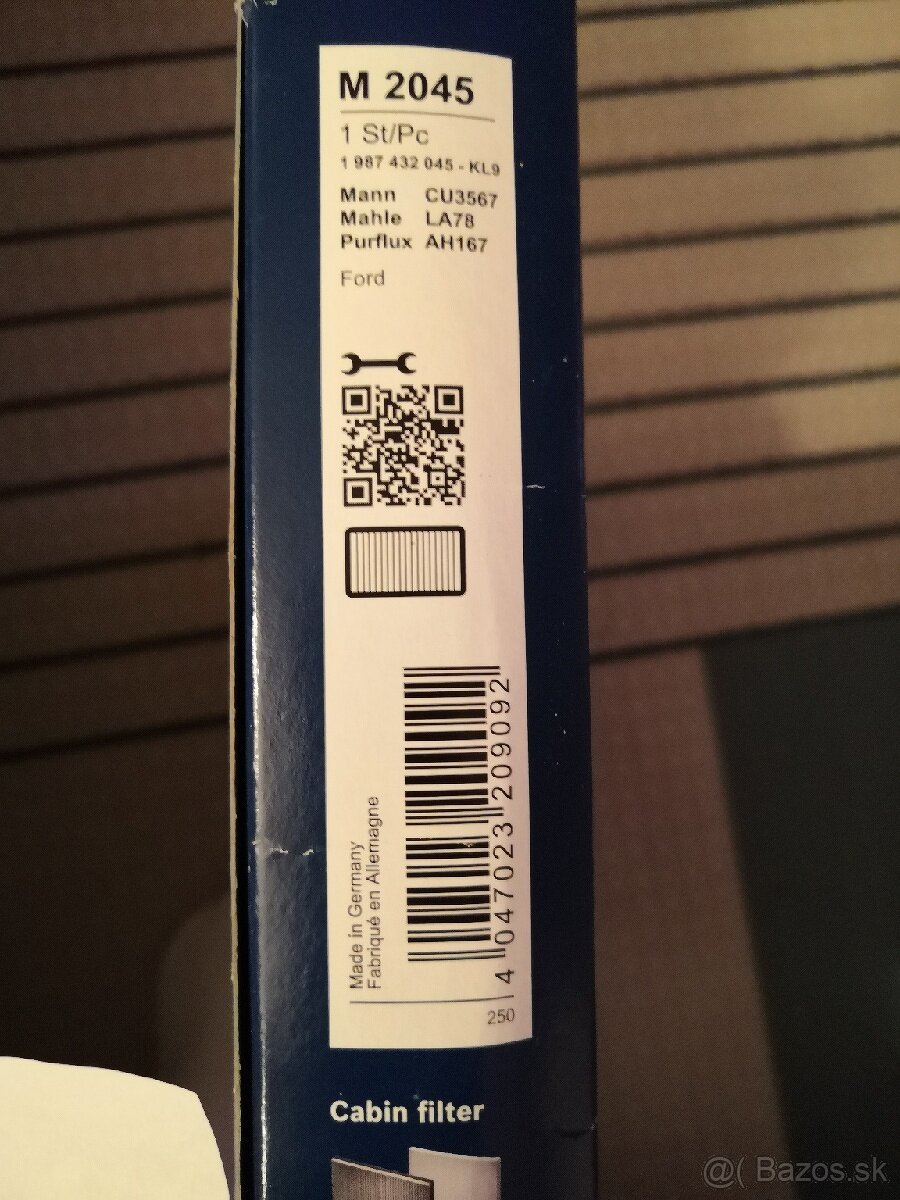 M 2045
1 St/Pc
1 987 432 045 - KL9
Mann CU3567
Mahle LA78
Purflux AH167
Ford
Made in Germany
Fabriqué en Allemagne
4 047023 209092
250
Cabin filter
@( Bazos.sk